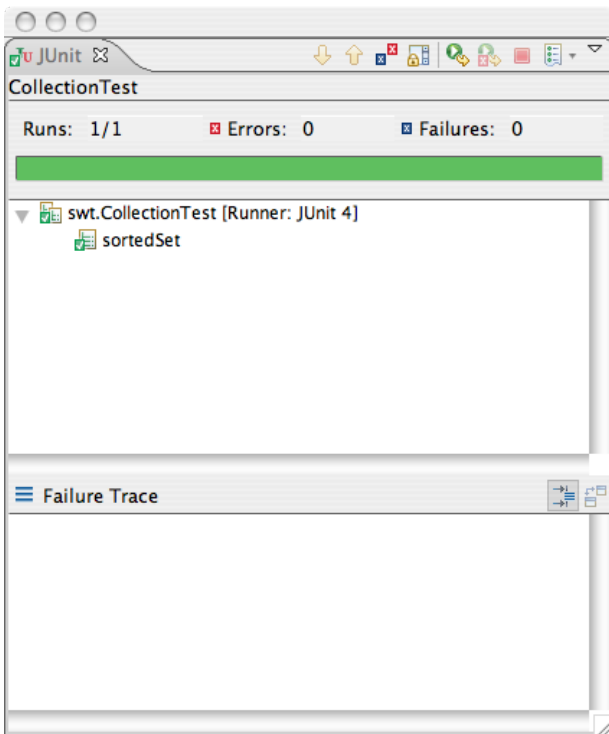 JUnit
CollectionTest
Runs: 1/1 Errors: 0 Failures: 0
swt.CollectionTest [Runner: JUnit 4]
sortedSet
Failure Trace